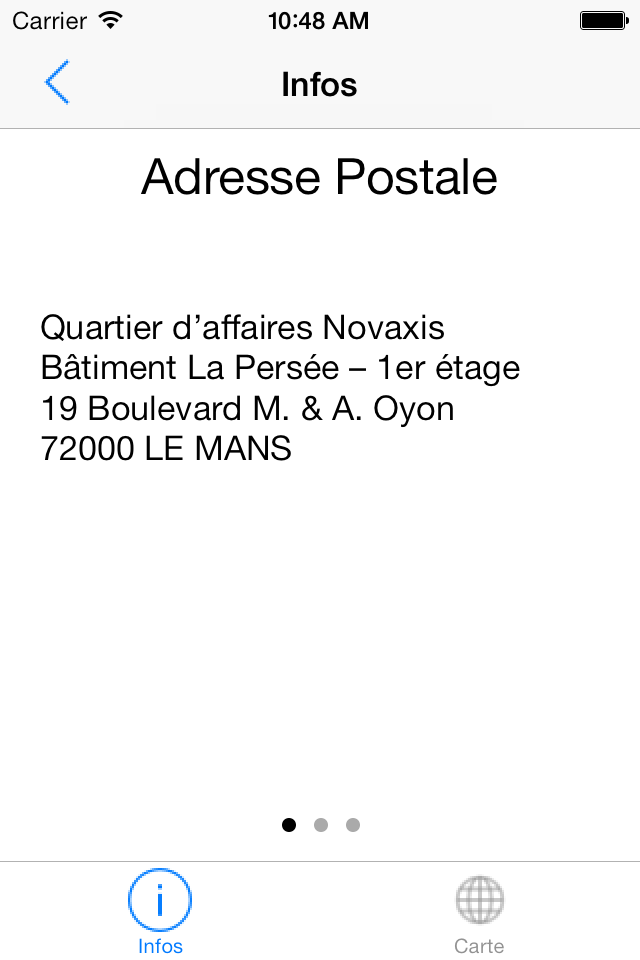 Carrier 10:48 AM
Infos
Adresse Postale
Quartier d’affaires Novaxis
Bâtiment La Persée – 1er étage
19 Boulevard M. & A. Oyon
72000 LE MANS
Infos Carte